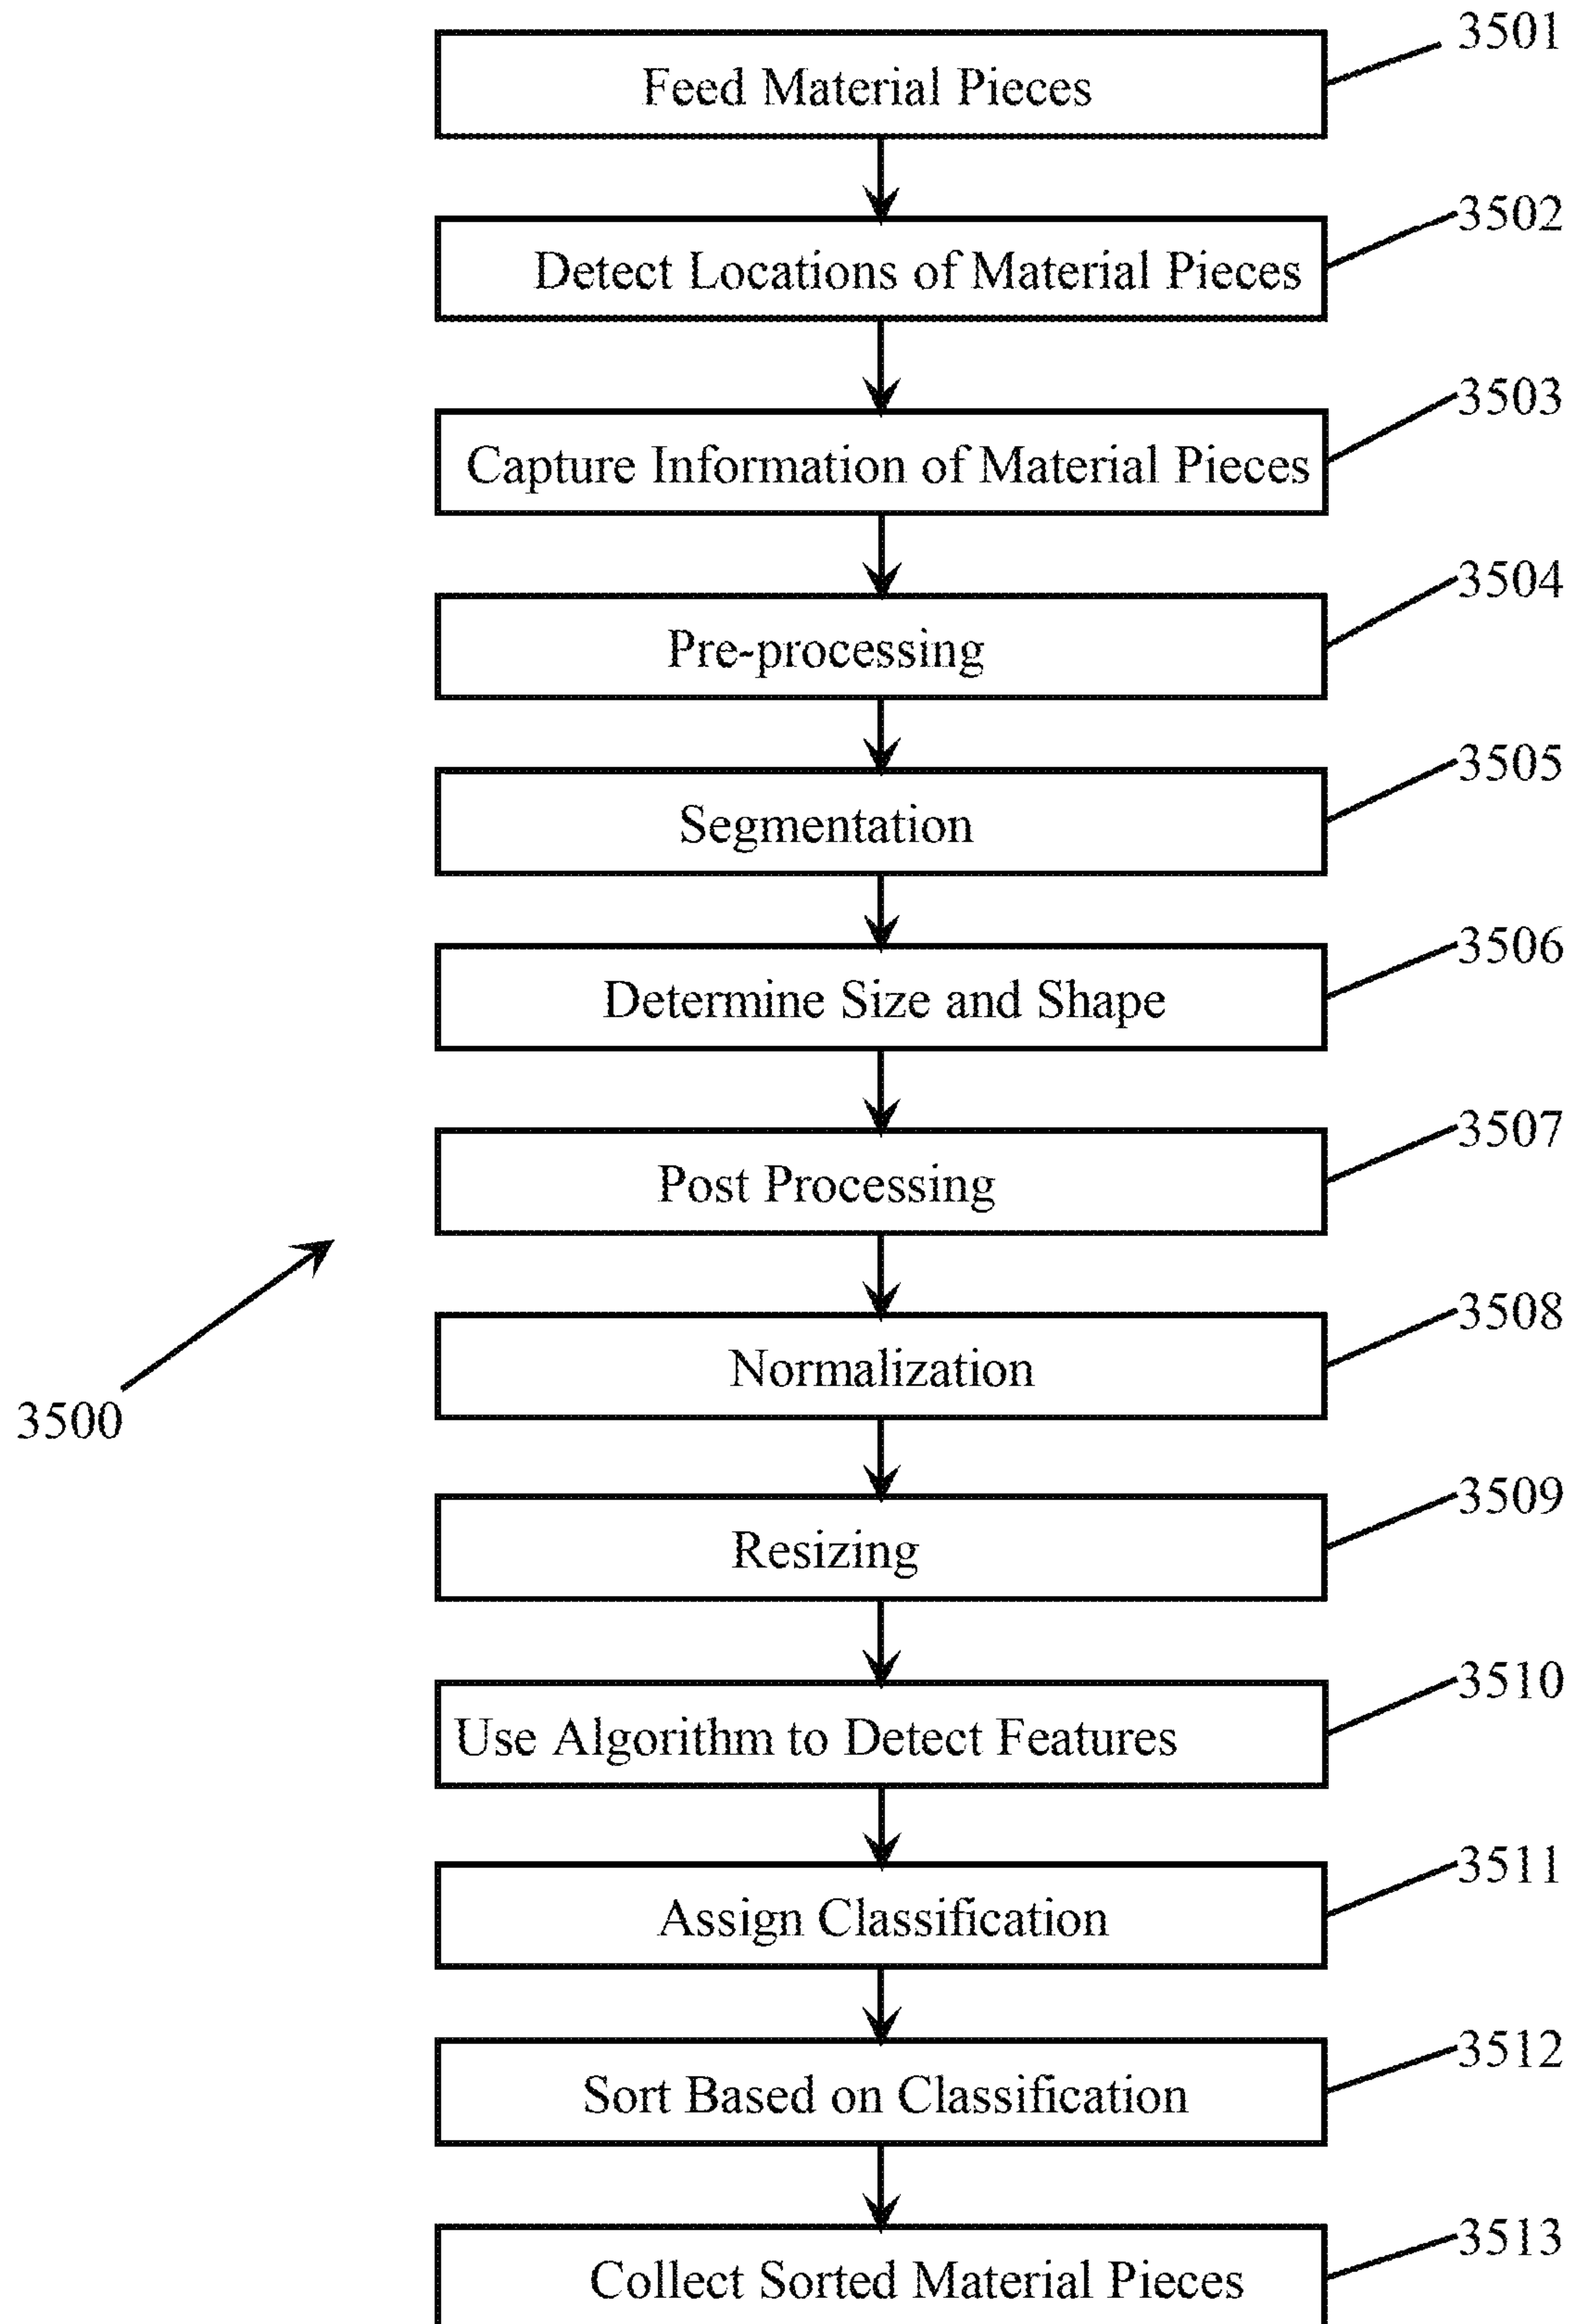 3501
Feed Material Pieces
3502
Detect Locations of Material Pieces
3503
Capture Information of Material Pieces
3504
Pre-processing
3505
Segmentation
3506
Determine Size and Shape
3507
Post Processing
3508
Normalization
3500
3509
Resizing
3510
Use Algorithm to Detect Features
3511
Assign Classification
3512
Sort Based on Classification
3513
Collect Sorted Material Pieces